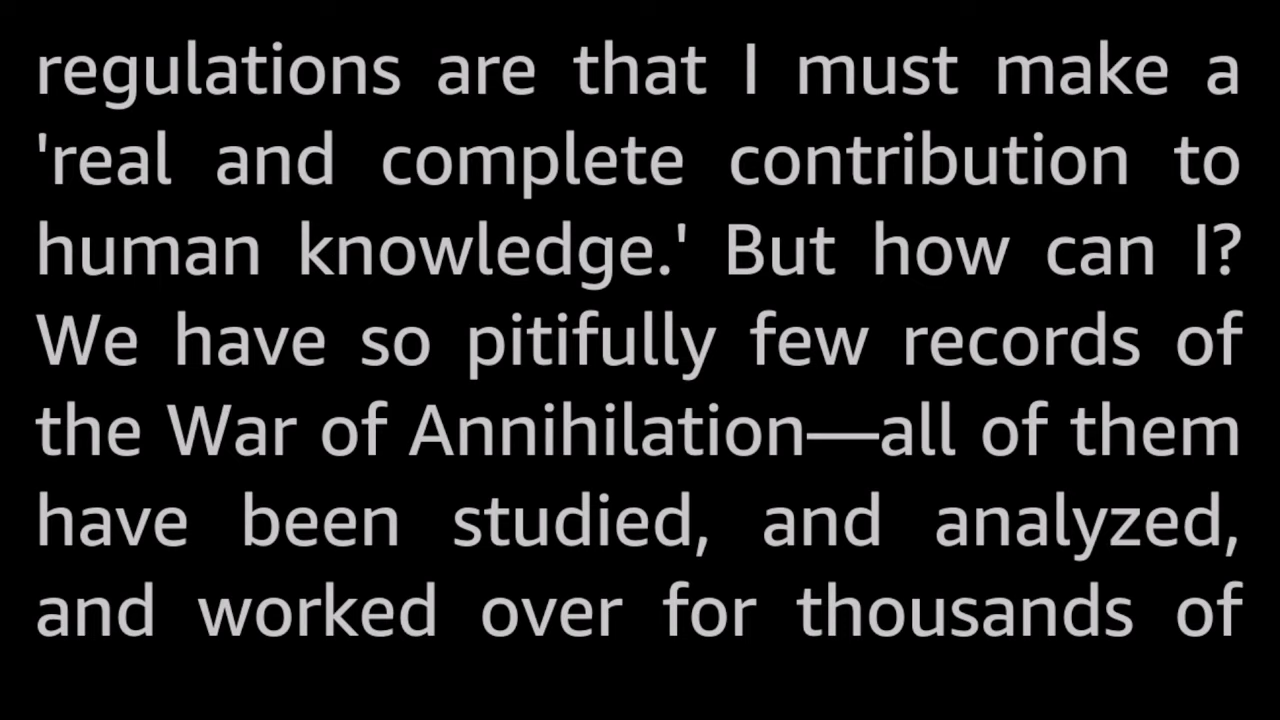 regulations are that I must make a
'real and complete contribution to
human knowledge.' But how can I?
We have so pitifully few records of
the War of Annihilation—all of them
have been studied, and analyzed,
and worked over for thousands of